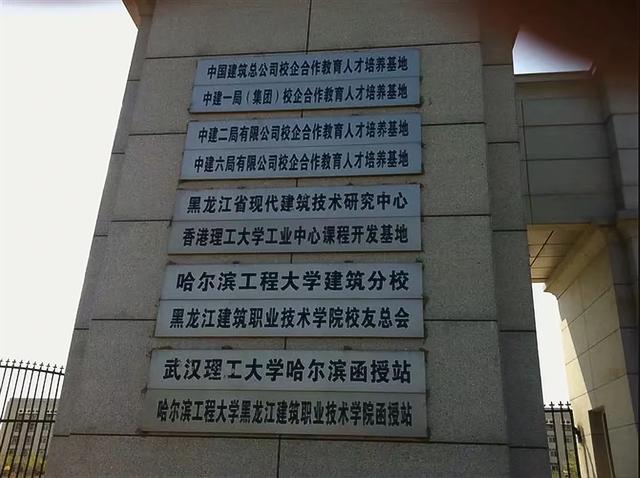 中国建筑总公司校企合作教育人才培养基地
中建一局（集团）校企合作教育人才培养基地
中建二局有限公司校企合作教育人才培养基地
中建六局有限公司校企合作教育人才培养基地
黑龙江省现代建筑技术研究中心
香港理工大学工业中心课程开发基地
哈尔滨工程大学建筑分校
黑龙江建筑职业技术学院校友总会
武汉理工大学哈尔滨函授站
哈尔滨工程大学黑龙江建筑职业技术学院函授站